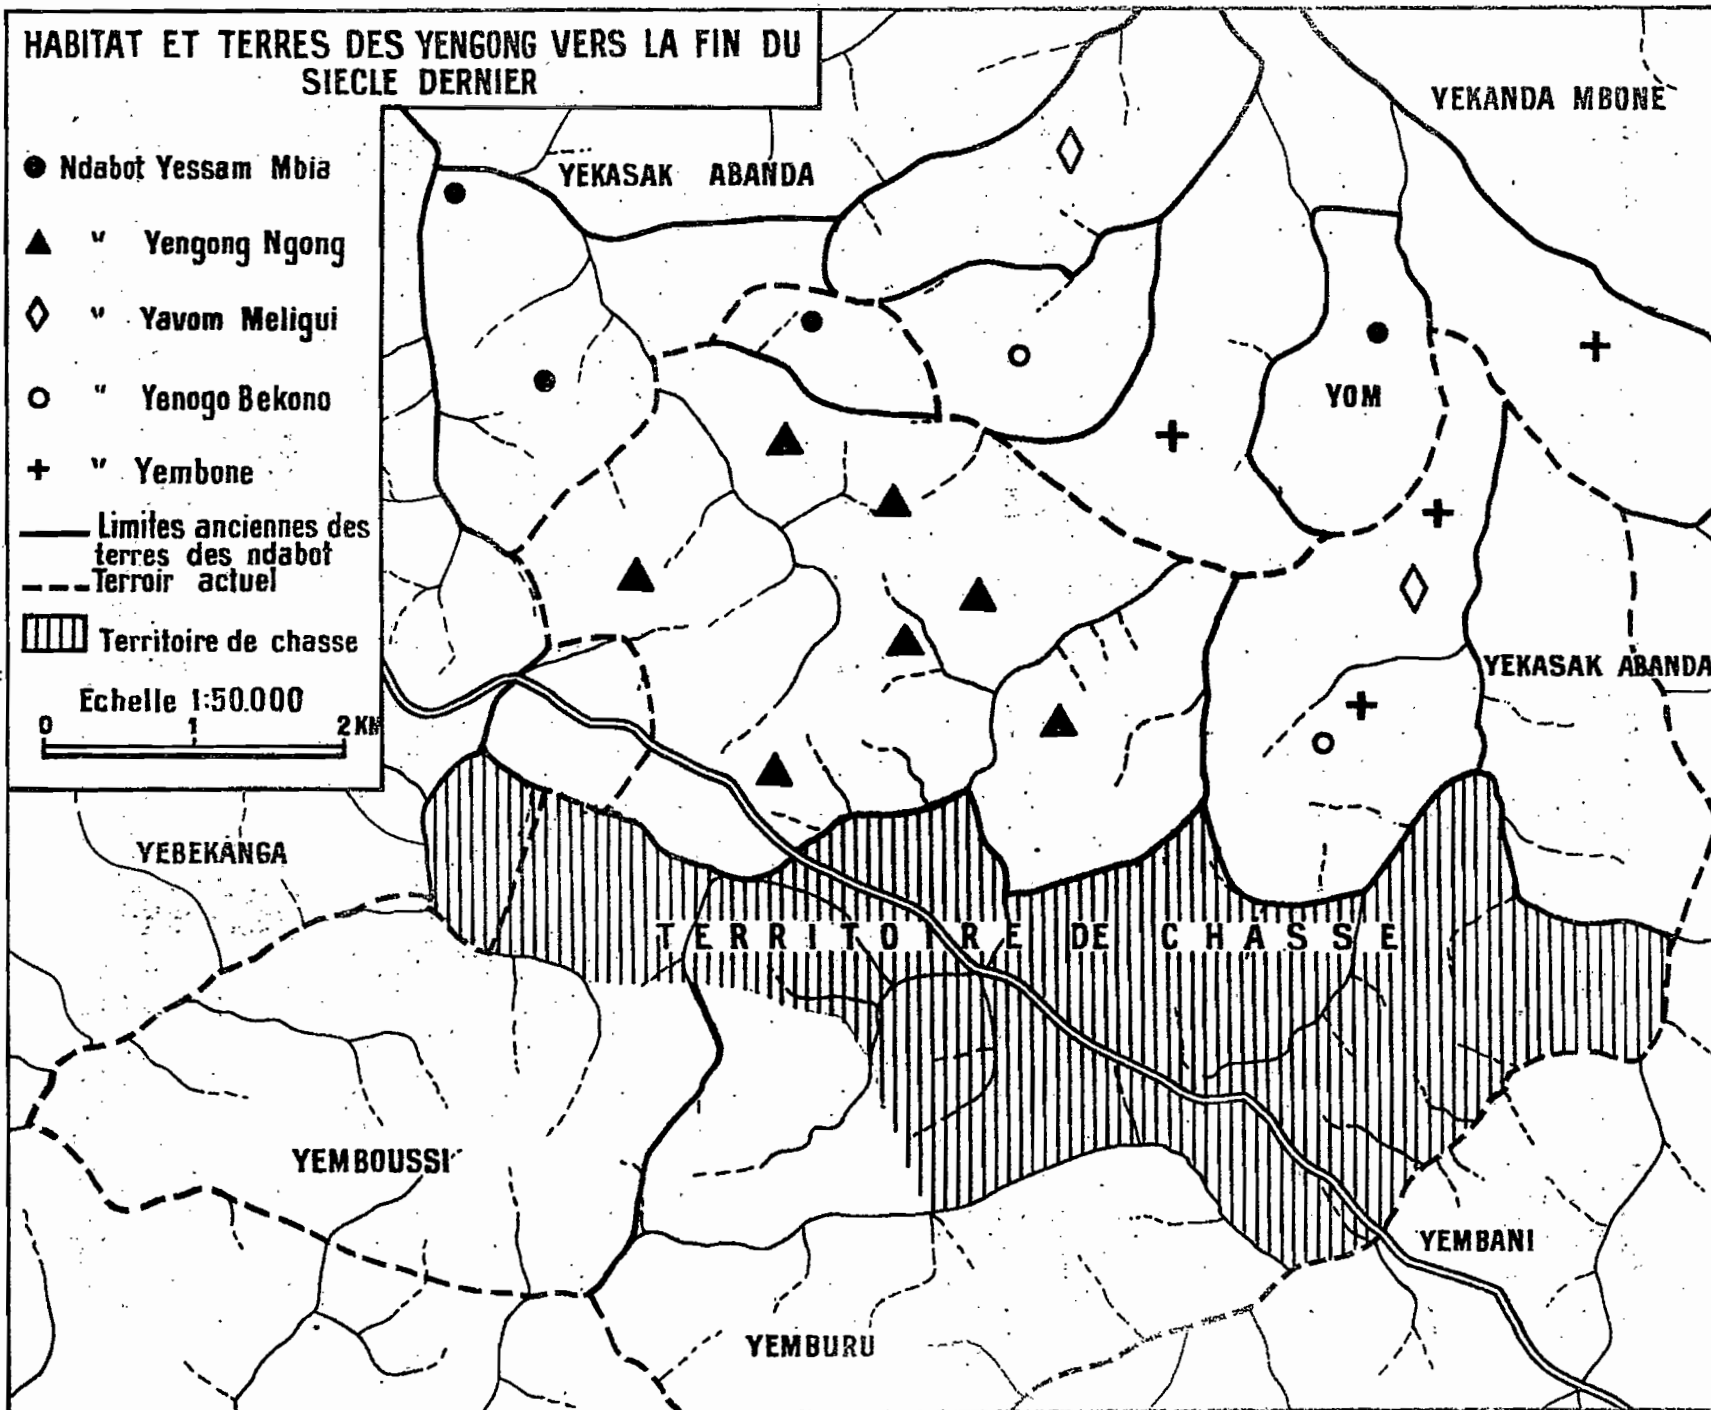 HABITAT ET TERRES DES YENGONG VERS LA FIN DU
SIECLE DERNIER
Ndabot Yessam Mbia
" Yengong Ngong
" Yavom Meligui
" Yenogo Bekono
" Yembone
Limites anciennes des
terres des ndabot
Terroir actuel
Territoire de chasse
Echelle 1:50.000
0 1 2 KM
YEKANDA MBONE
YEKASAK ABANDA
YOM
YEKASAK ABANDA
YEBEKANGA
TERRITOIRE DE CHASSE
YEMBOUSSI
YEMBANI
YEMBURU